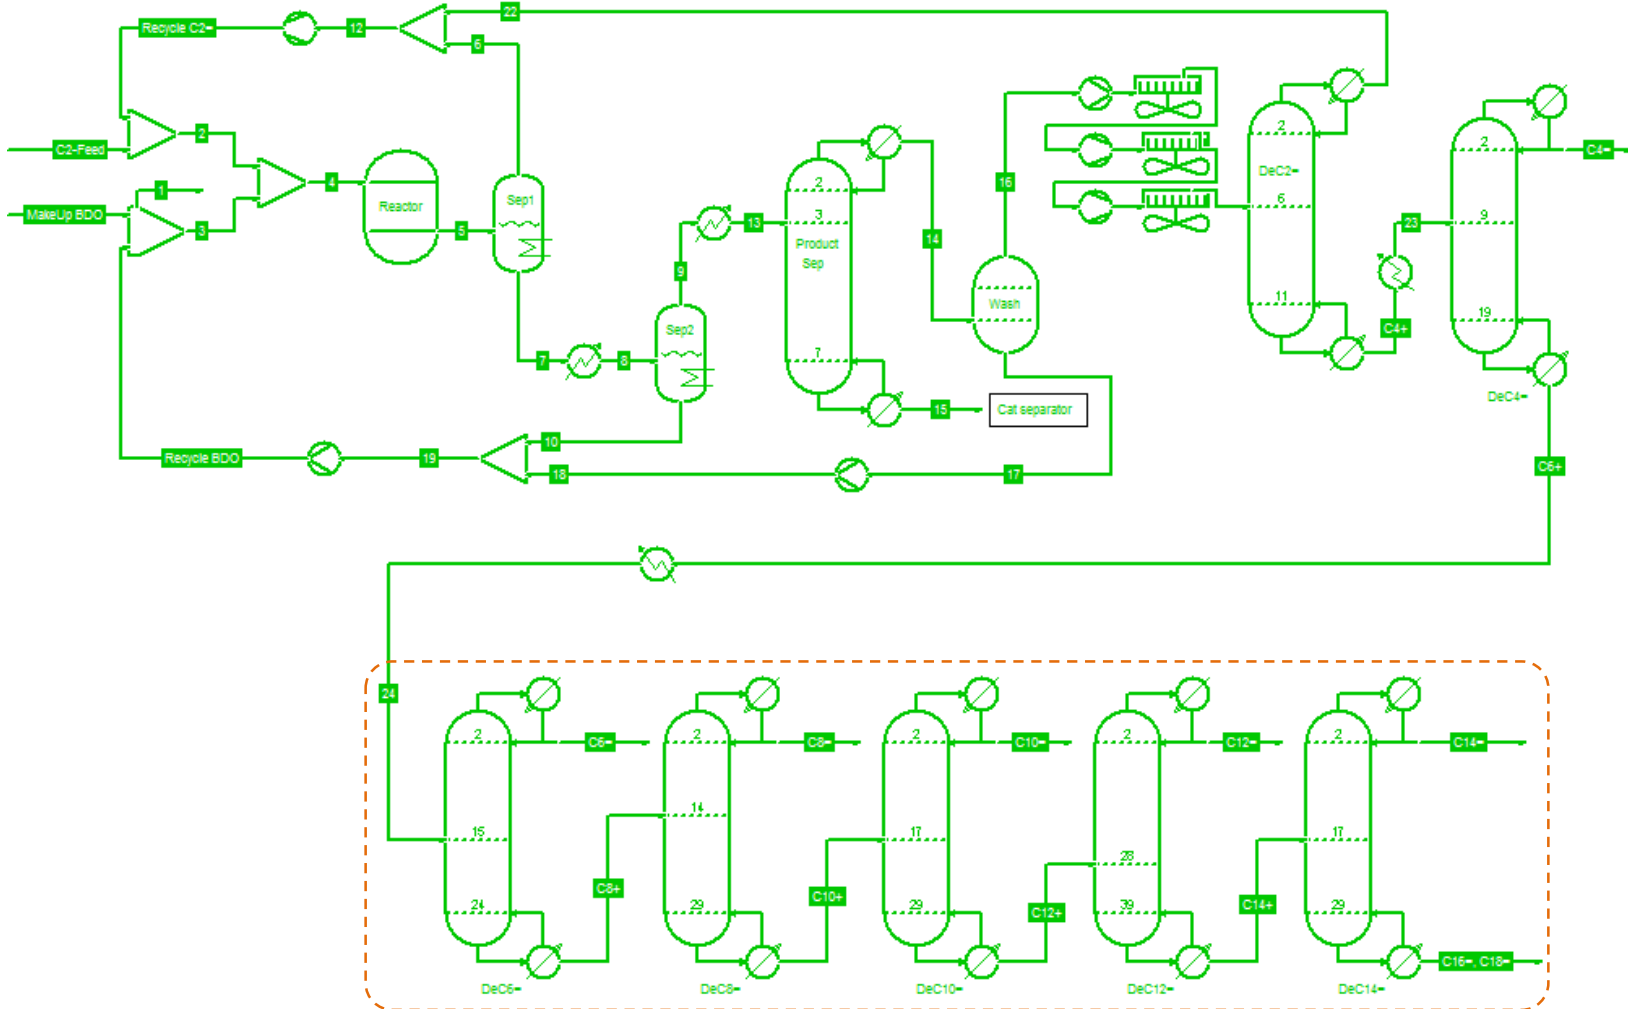 22
Recycle C2=
12
6
C2-Feed
2
1
MakeUp BDO
3
4
Reactor
5
Sep1
7
8
Sep2
9
10
13
2
3
Product
Sep
7
14
15
Cat separator
16
Wash
17
18
19
Recycle BDO
2
DeC2=
6
11
C4+
23
2
9
19
C4=
DeC4=
C6+
24
2
15
24
C6=
DeC6=
C8+
2
14
29
C8=
DeC8=
C10+
2
17
29
C10=
DeC10=
C12+
2
28
39
C12=
DeC12=
C14+
2
17
29
C14=
C16=, C18=
DeC14=